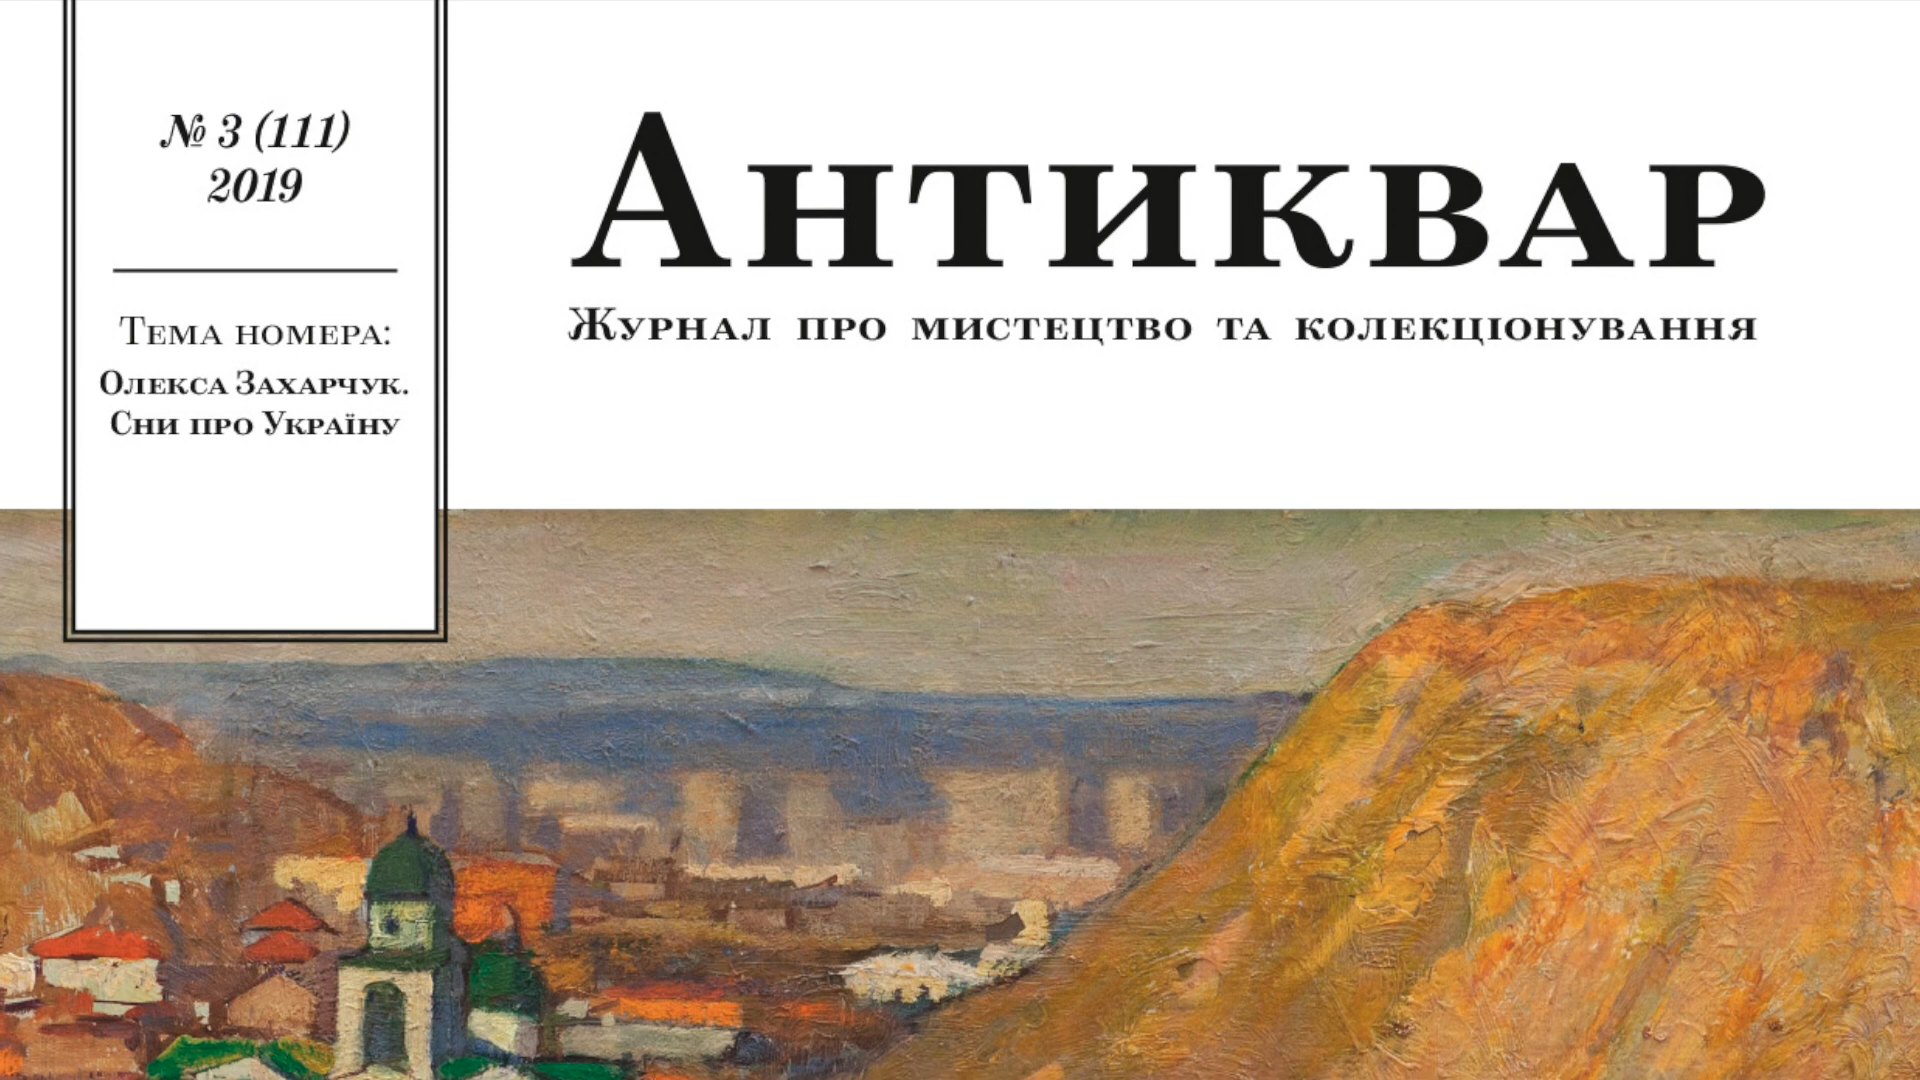 № 3 (111)
2019
Тема номера:
Олекса Захарчук.
Сни про Україну
Антиквар
Журнал про мистецтво та колекціонування